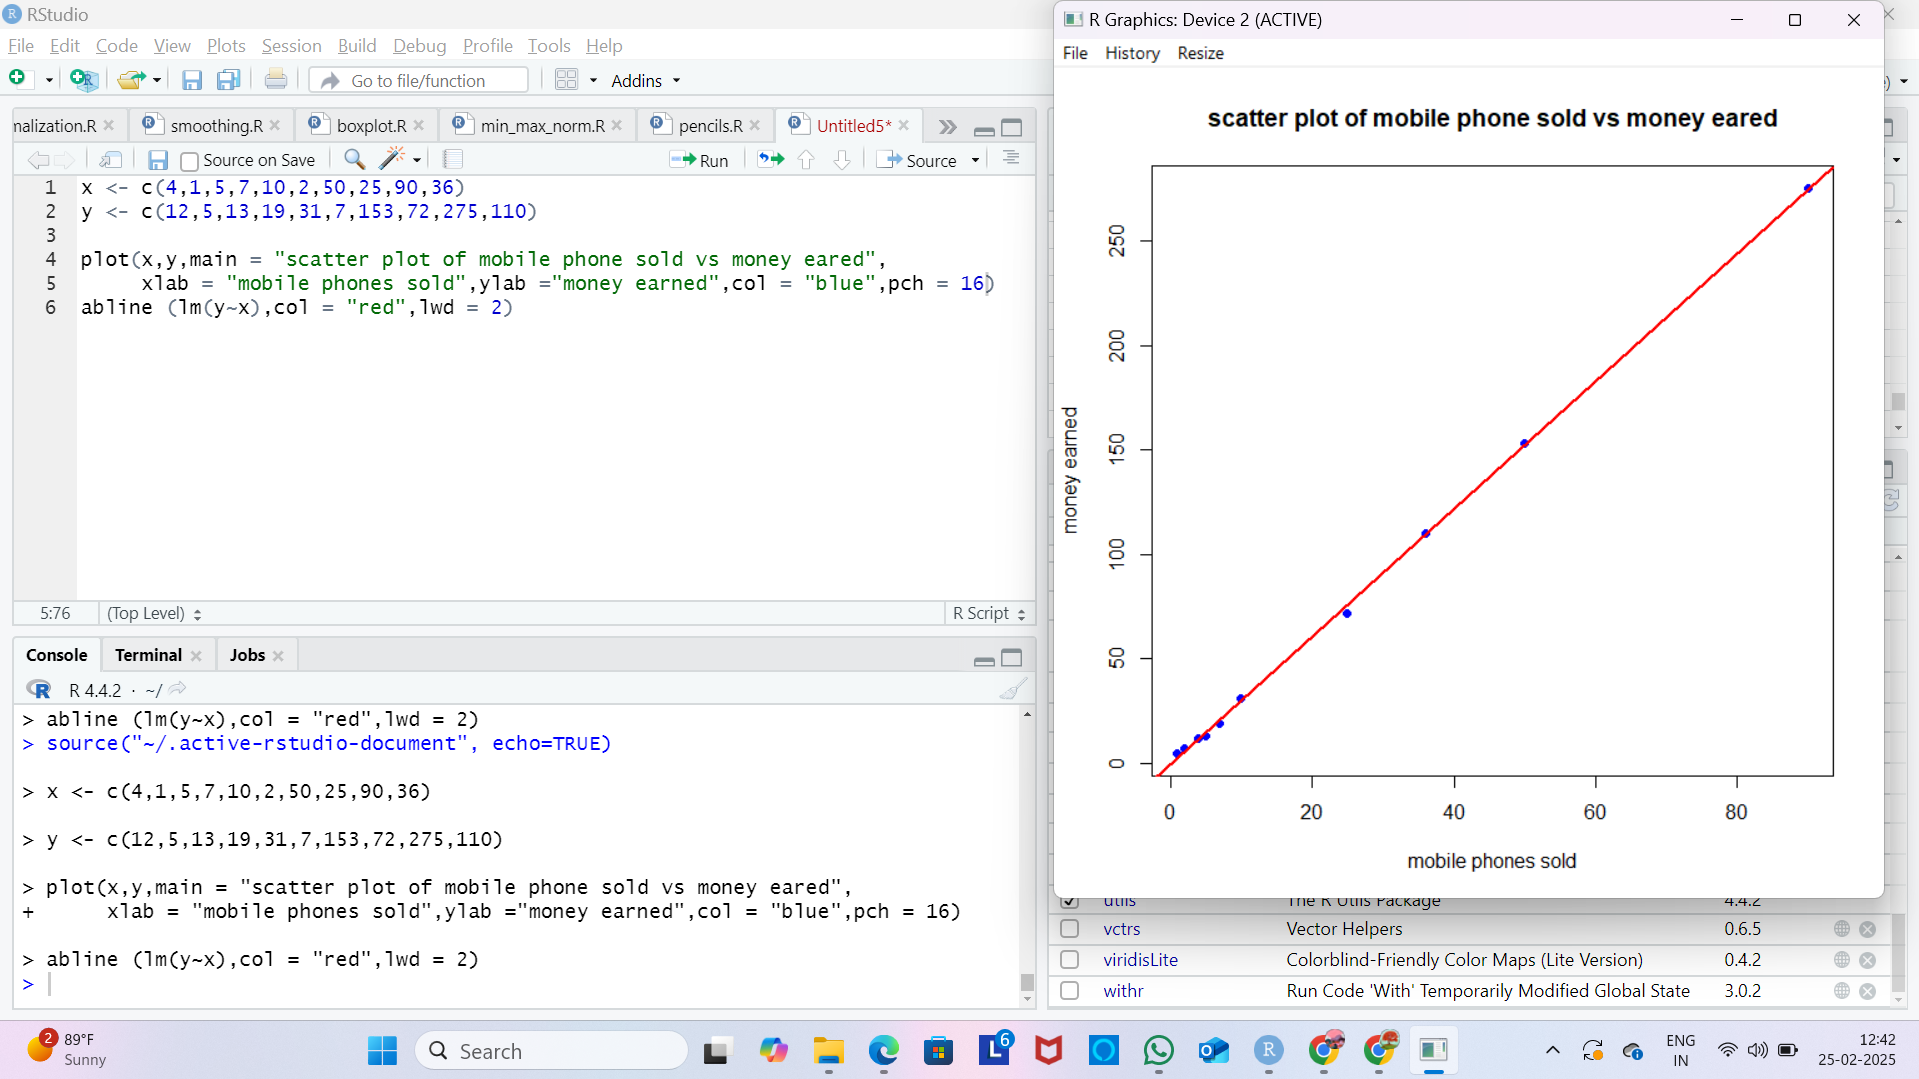 RStudio
File Edit Code View Plots Session Build Debug Profile Tools Help
Go to file/function Addins
nalization.R smoothing.R boxplot.R min_max_norm.R pencils.R Untitled5*
Source on Save Run Source
1 x <- c(4,1,5,7,10,2,50,25,90,36)
2 y <- c(12,5,13,19,31,7,153,72,275,110)
3
4 plot(x,y,main = "scatter plot of mobile phone sold vs money eared",
5 xlab = "mobile phones sold",ylab ="money earned",col = "blue",pch = 16)
6 abline (lm(y~x),col = "red",lwd = 2)
5:76 (Top Level) R Script
Console Terminal Jobs
R 4.4.2 · ~/
> abline (lm(y~x),col = "red",lwd = 2)
> source("~/.active-rstudio-document", echo=TRUE)
> x <- c(4,1,5,7,10,2,50,25,90,36)
> y <- c(12,5,13,19,31,7,153,72,275,110)
> plot(x,y,main = "scatter plot of mobile phone sold vs money eared",
+ xlab = "mobile phones sold",ylab ="money earned",col = "blue",pch = 16)
> abline (lm(y~x),col = "red",lwd = 2)
>
R Graphics: Device 2 (ACTIVE)
File History Resize
scatter plot of mobile phone sold vs money eared
money earned
250
200
150
100
50
0
0 20 40 60 80
mobile phones sold
utils The R Utils Package 4.4.2
vctrs Vector Helpers 0.6.5
viridisLite Colorblind-Friendly Color Maps (Lite Version) 0.4.2
withr Run Code 'With' Temporarily Modified Global State 3.0.2
2 89°F
Sunny
Search
L 6
R
ENG
IN
12:42
25-02-2025